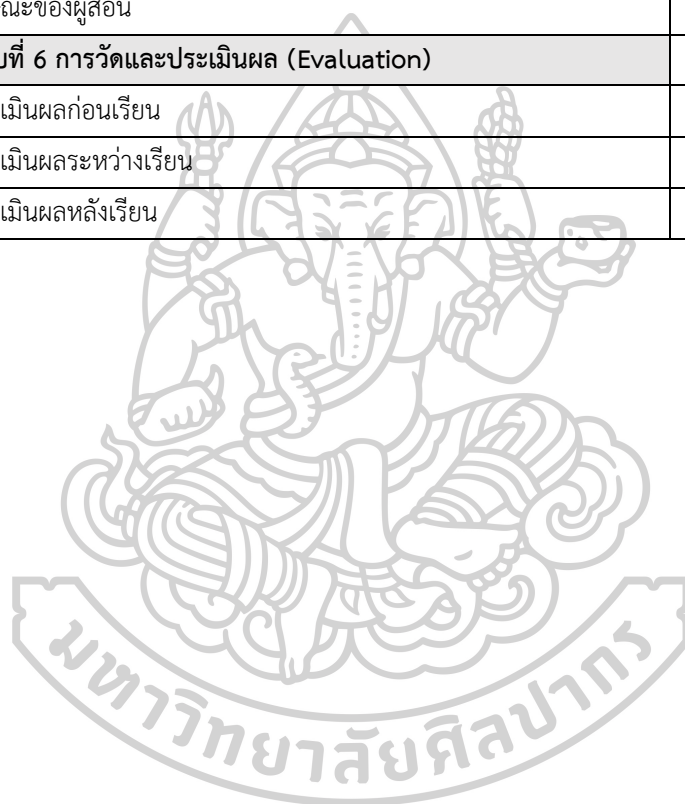 ณะของผู้สอน
บที่ 6 การวัดและประเมินผล (Evaluation)
เมินผลก่อนเรียน
เมินผลระหว่างเรียน
เมินผลหลังเรียน
มหาวิทยาลัยศิลปากร